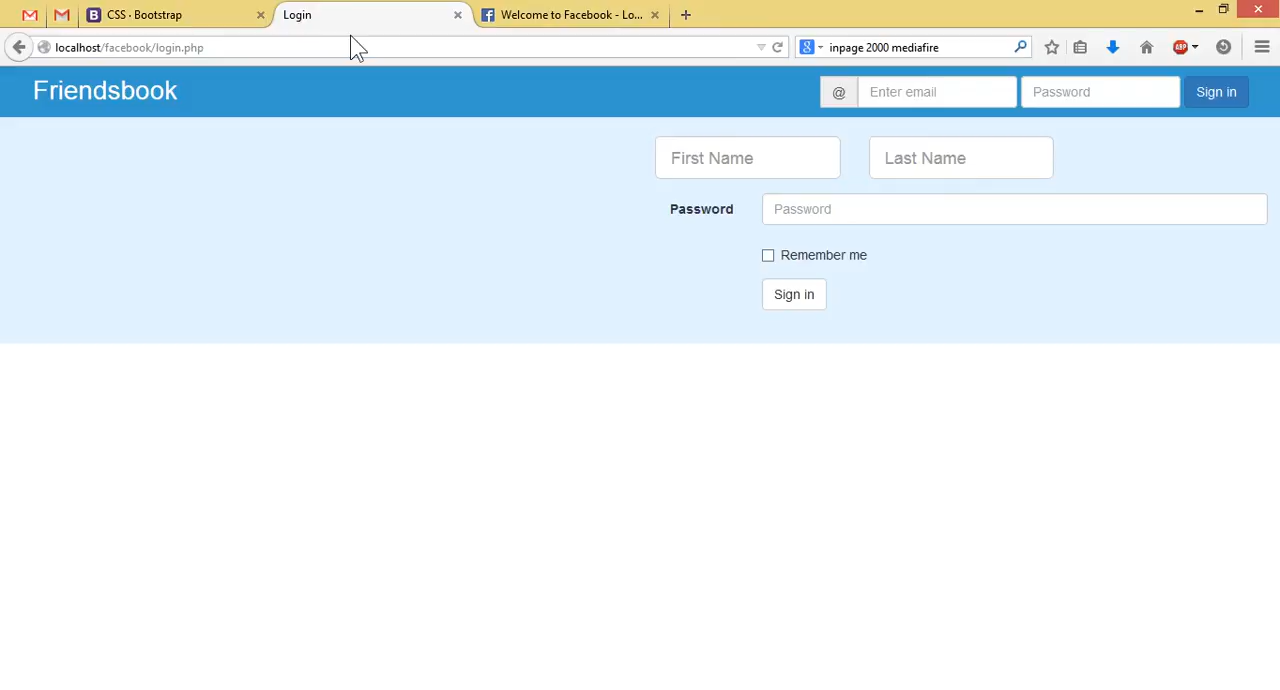 CSS · Bootstrap
Login
Welcome to Facebook - Lo...
localhost/facebook/login.php
inpage 2000 mediafire
ABP
Friendsbook
@ Enter email Password Sign in
First Name Last Name
Password Password
Remember me
Sign in